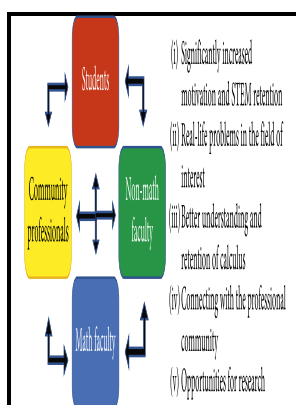 Students
Community
professionals
Non-math
faculty
Math faculty
(i) Significantly increased
motivation and STEM retention
(ii) Real-life problems in the field of
interest
(iii) Better understanding and
retention of calculus
(iv) Connecting with the professional
community
(v) Opportunities for research